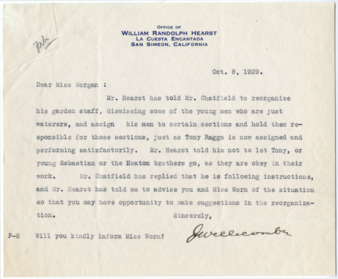 OFFICE OF
WILLIAM RANDOLPH HEARST
LA CUESTA ENCANTADA
SAN SIMEON, CALIFORNIA
Oct. 8, 1929.
Dear Miss Morgan :
Mr. Hearst has told Mr. Chatfield to reorganize
his garden staff, dismissing some of the young men who are just
waterers, and assign his men to certain sections and hold them re-
sponsible for those sections, just as Tony Raggo is now assigned and
performing satisfactorily. Mr. Hearst told him not to let Tony, or
young Sebastian or the Manton brothers go, as they are okey in their
work. Mr. Chatfield has replied that he is following instructions,
and Mr. Hearst has told me to advise you and Miss Worn of the situation
so that you may have opportunity to make suggestions in the reorganiza-
tion. Sincerely,
P-S Will you kindly inform Miss Worn? JWillicombe